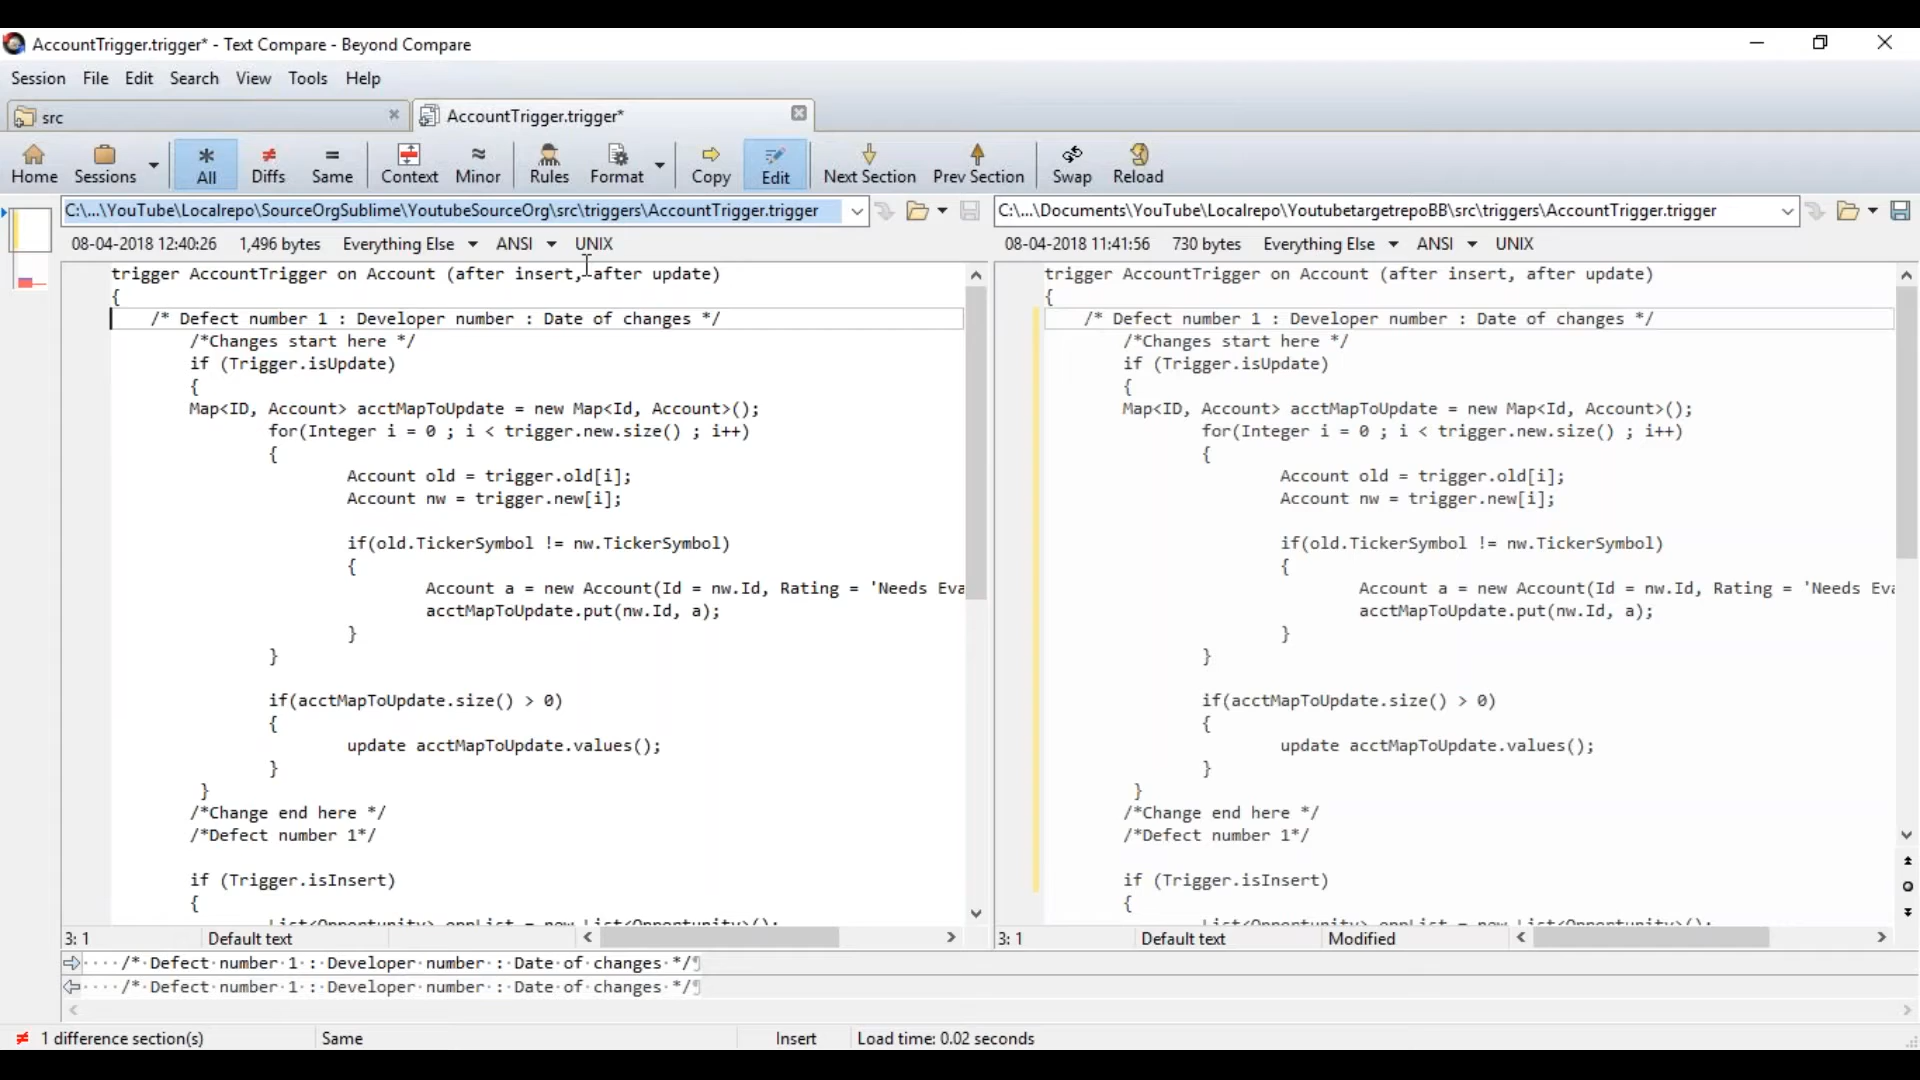 AccountTrigger.trigger* - Text Compare - Beyond Compare
Session File Edit Search View Tools Help
src AccountTrigger.trigger*
Home Sessions All Diffs Same Context Minor Rules Format Copy Edit Next Section Prev Section Swap Reload
C:\...\YouTube\Localrepo\SourceOrgSublime\YoutubeSourceOrg\src\triggers\AccountTrigger.trigger
08-04-2018 12:40:26 1,496 bytes Everything Else ANSI UNIX
trigger AccountTrigger on Account (after insert, after update)
{
/* Defect number 1 : Developer number : Date of changes */
/*Changes start here */
if (Trigger.isUpdate)
{
Map<ID, Account> acctMapToUpdate = new Map<Id, Account>();
for(Integer i = 0 ; i < trigger.new.size() ; i++)
{
Account old = trigger.old[i];
Account nw = trigger.new[i];
if(old.TickerSymbol != nw.TickerSymbol)
{
Account a = new Account(Id = nw.Id, Rating = 'Needs Eva
acctMapToUpdate.put(nw.Id, a);
}
}
if(acctMapToUpdate.size() > 0)
{
update acctMapToUpdate.values();
}
}
/*Change end here */
/*Defect number 1*/
if (Trigger.isInsert)
{
List<Opportunity> oppList = new List<Opportunity>();
3: 1 Default text
C:\...\Documents\YouTube\Localrepo\YoutubetargetrepoBB\src\triggers\AccountTrigger.trigger
08-04-2018 11:41:56 730 bytes Everything Else ANSI UNIX
trigger AccountTrigger on Account (after insert, after update)
{
/* Defect number 1 : Developer number : Date of changes */
/*Changes start here */
if (Trigger.isUpdate)
{
Map<ID, Account> acctMapToUpdate = new Map<Id, Account>();
for(Integer i = 0 ; i < trigger.new.size() ; i++)
{
Account old = trigger.old[i];
Account nw = trigger.new[i];
if(old.TickerSymbol != nw.TickerSymbol)
{
Account a = new Account(Id = nw.Id, Rating = 'Needs Eva
acctMapToUpdate.put(nw.Id, a);
}
}
if(acctMapToUpdate.size() > 0)
{
update acctMapToUpdate.values();
}
}
/*Change end here */
/*Defect number 1*/
if (Trigger.isInsert)
{
List<Opportunity> oppList = new List<Opportunity>();
3: 1 Default text Modified
····/*·Defect·number·1·:·Developer·number·:·Date·of·changes·*/¶
····/*·Defect·number·1·:·Developer·number·:·Date·of·changes·*/¶
1 difference section(s) Same Insert Load time: 0.02 seconds